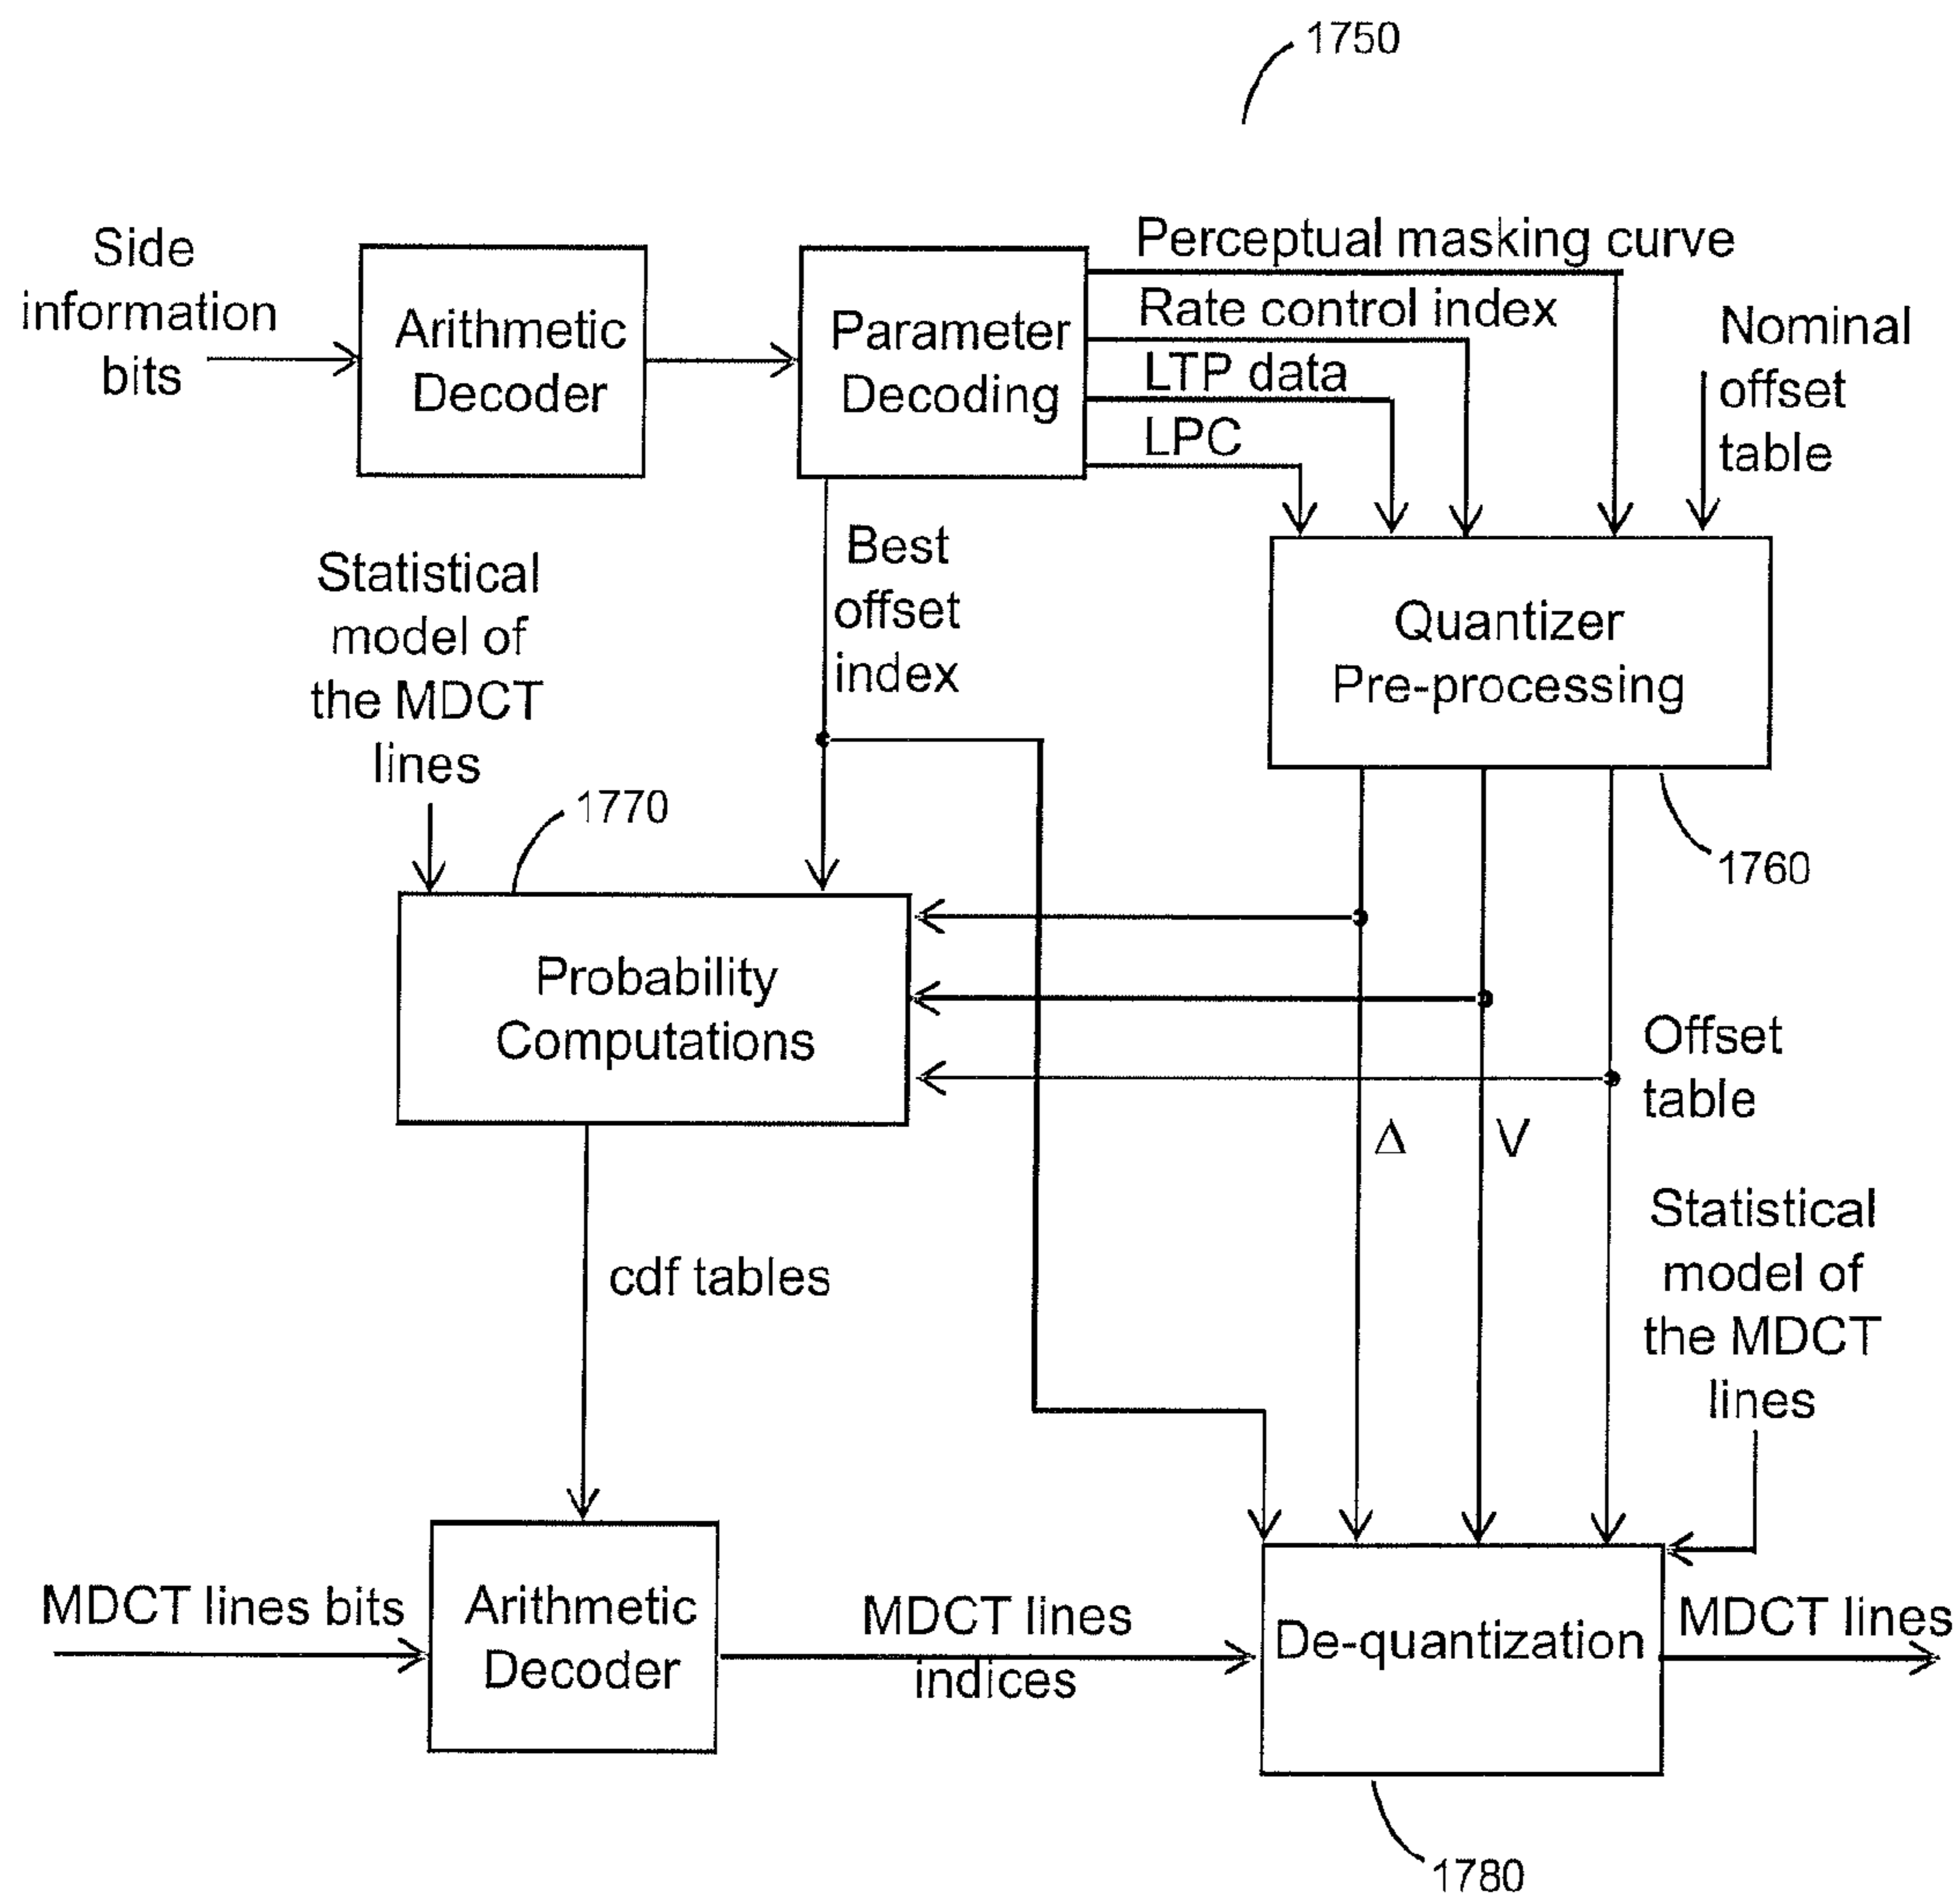 1750
Side
information
bits
Arithmetic
Decoder
Parameter
Decoding
Perceptual masking curve
Rate control index
LTP data
LPC
Nominal
offset
table
Statistical
model of
the MDCT
lines
Best
offset
index
Quantizer
Pre-processing
1770
1760
Probability
Computations
Offset
table
Δ
V
cdf tables
Statistical
model of
the MDCT
lines
MDCT lines bits
Arithmetic
Decoder
MDCT lines
indices
De-quantization
MDCT lines
1780